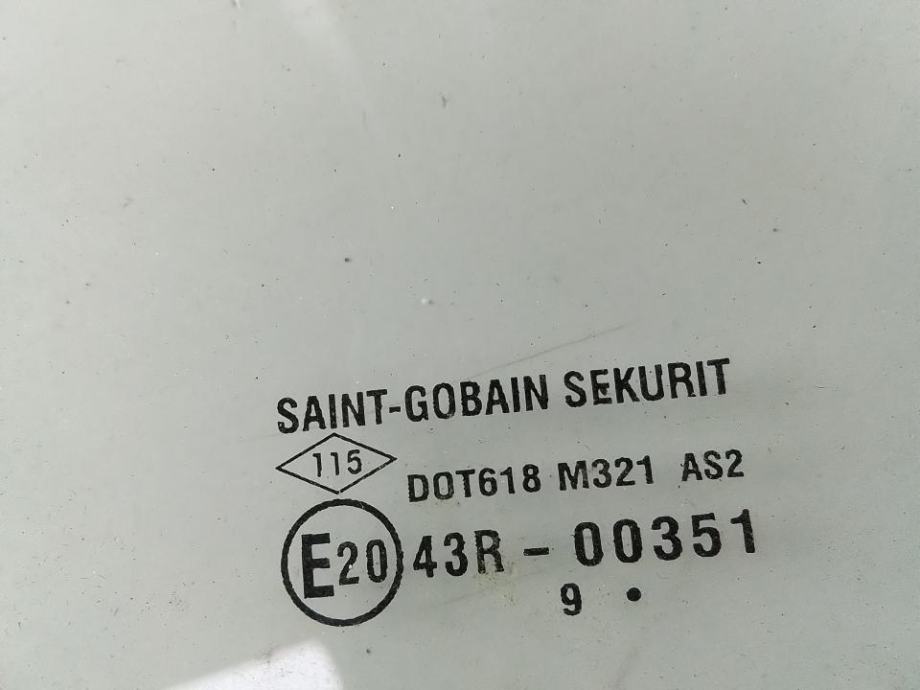 SAINT-GOBAIN SEKURIT
115 DOT618 M321 AS2
E20 43R - 00351
9 •